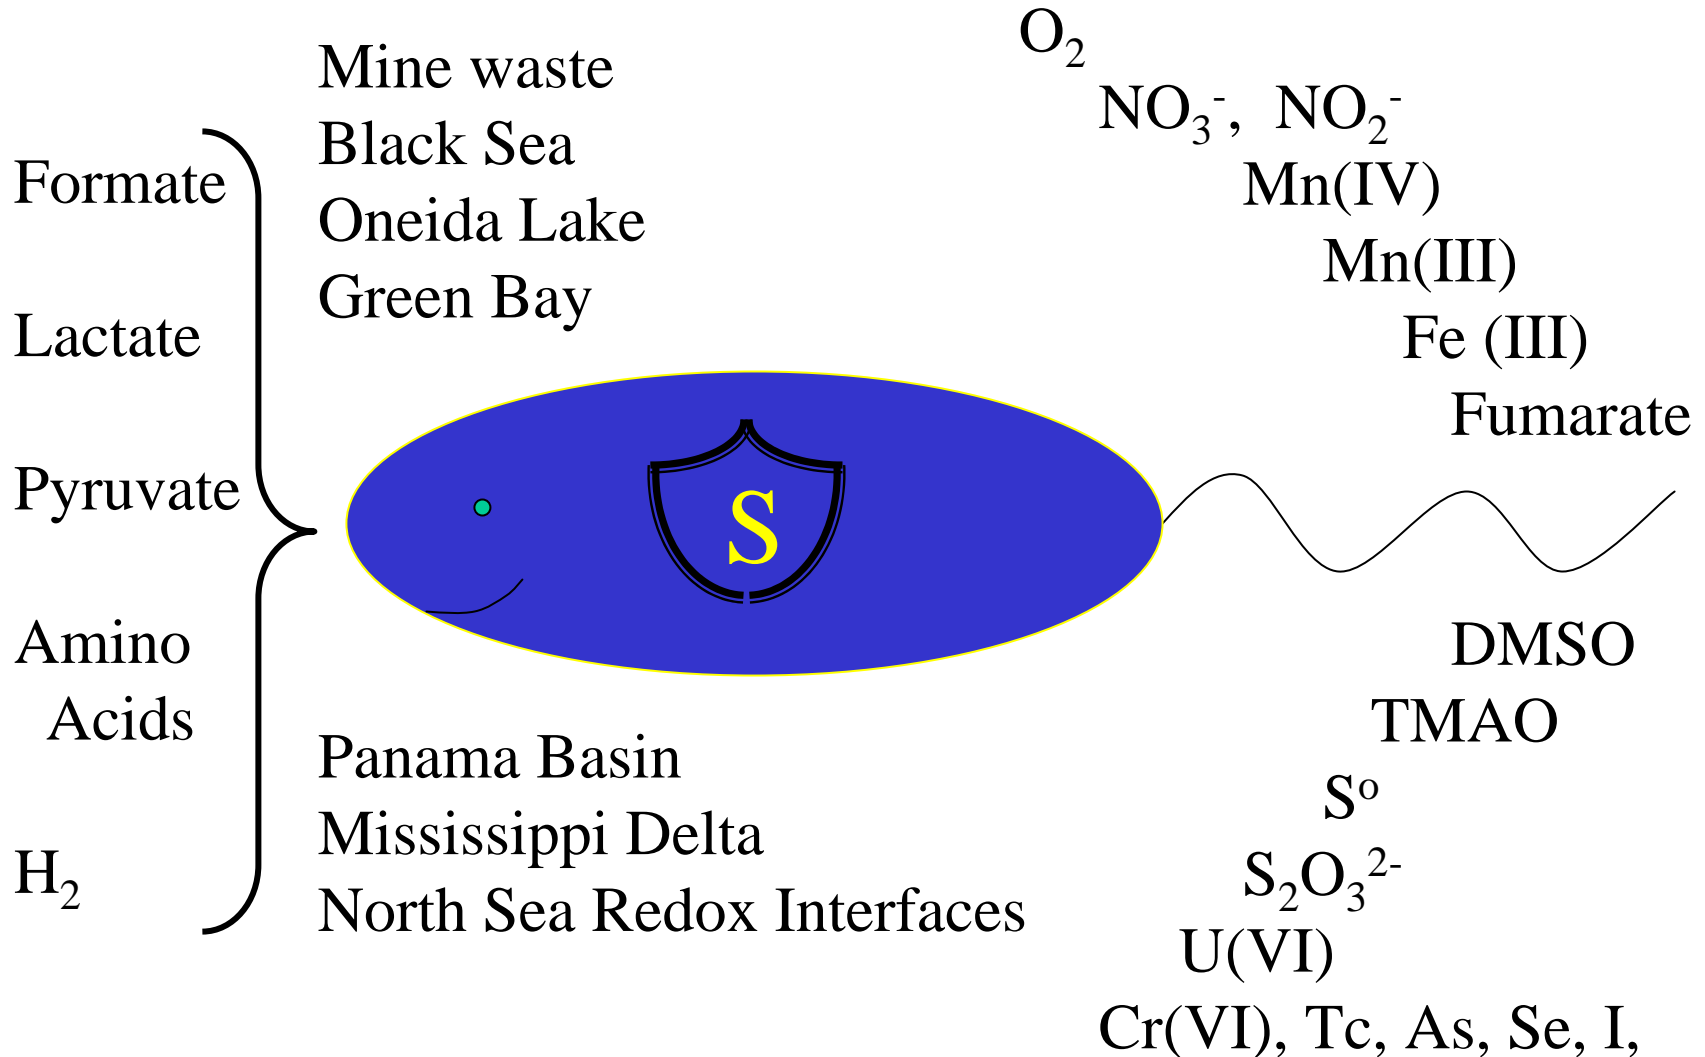 Formate
Lactate
Pyruvate
Amino
Acids
H₂
Mine waste
Black Sea
Oneida Lake
Green Bay
S
Panama Basin
Mississippi Delta
North Sea Redox Interfaces
O₂
NO₃⁻, NO₂⁻
Mn(IV)
Mn(III)
Fe (III)
Fumarate
DMSO
TMAO
Sº
S₂O₃²⁻
U(VI)
Cr(VI), Tc, As, Se, I,